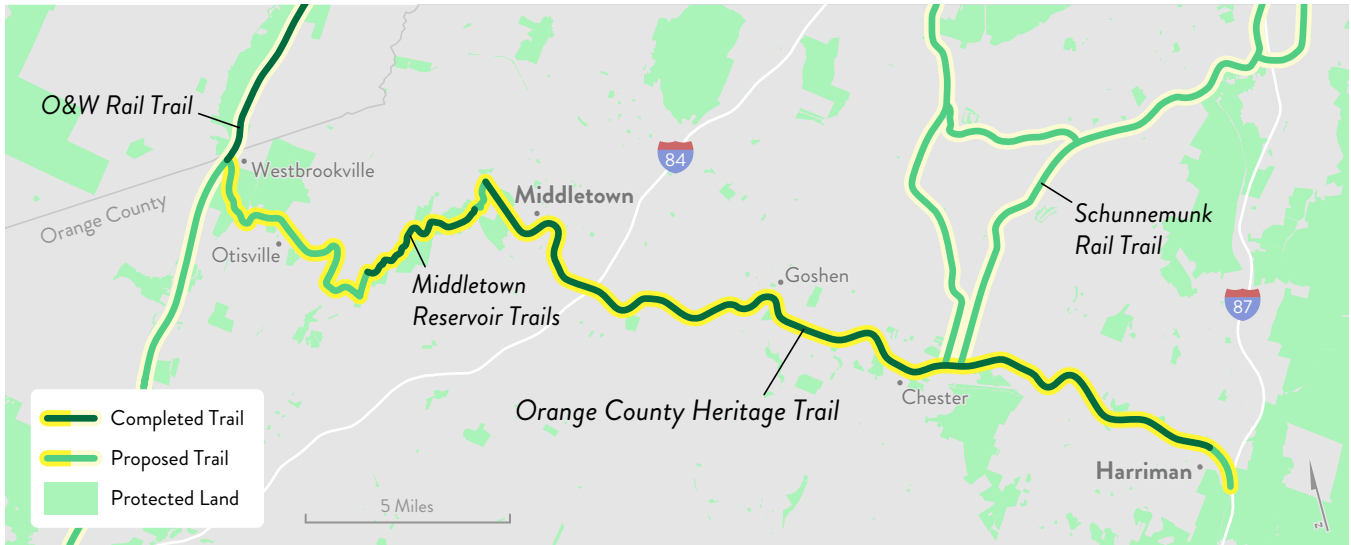 O&W Rail Trail
Westbrookville
Orange County
Otisville
Middletown
84
Middletown
Reservoir Trails
Goshen
Schunnemunk
Rail Trail
87
Orange County Heritage Trail
Chester
Harriman
Completed Trail
Proposed Trail
Protected Land
5 Miles
N